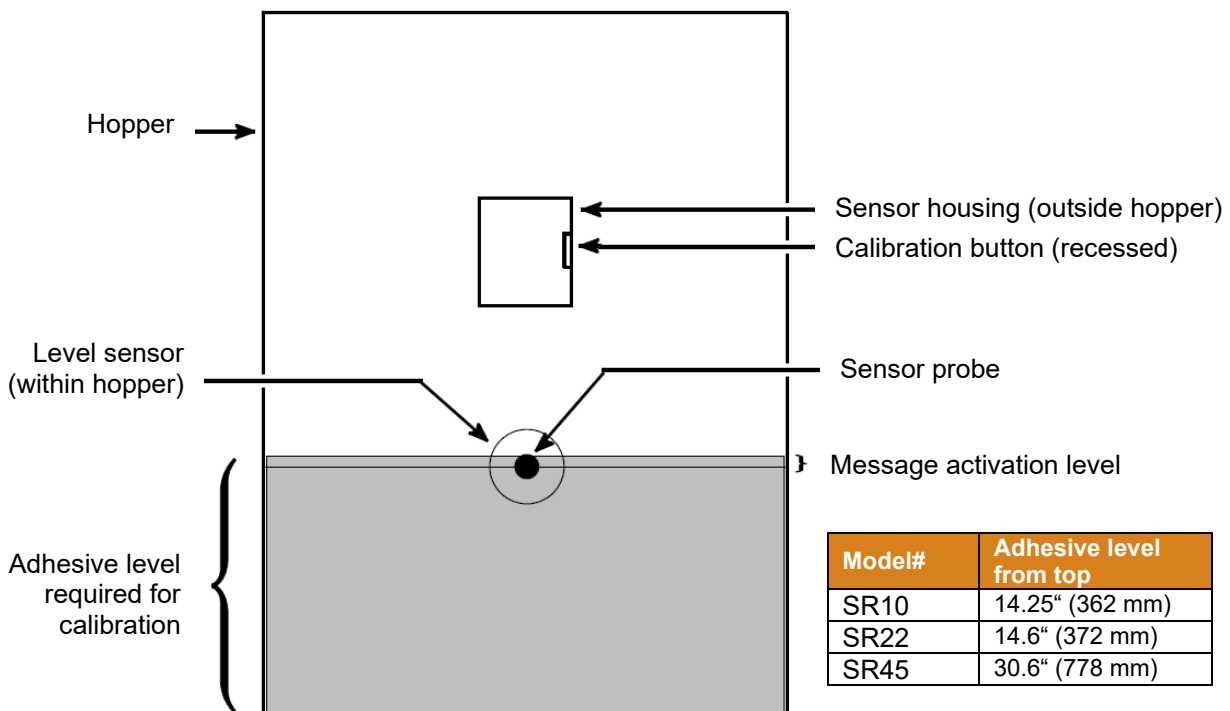 Hopper
Sensor housing (outside hopper)
Calibration button (recessed)
Level sensor
(within hopper)
Sensor probe
Message activation level
Adhesive level
required for
calibration
Model# Adhesive level
from top
SR10 14.25“ (362 mm)
SR22 14.6“ (372 mm)
SR45 30.6“ (778 mm)